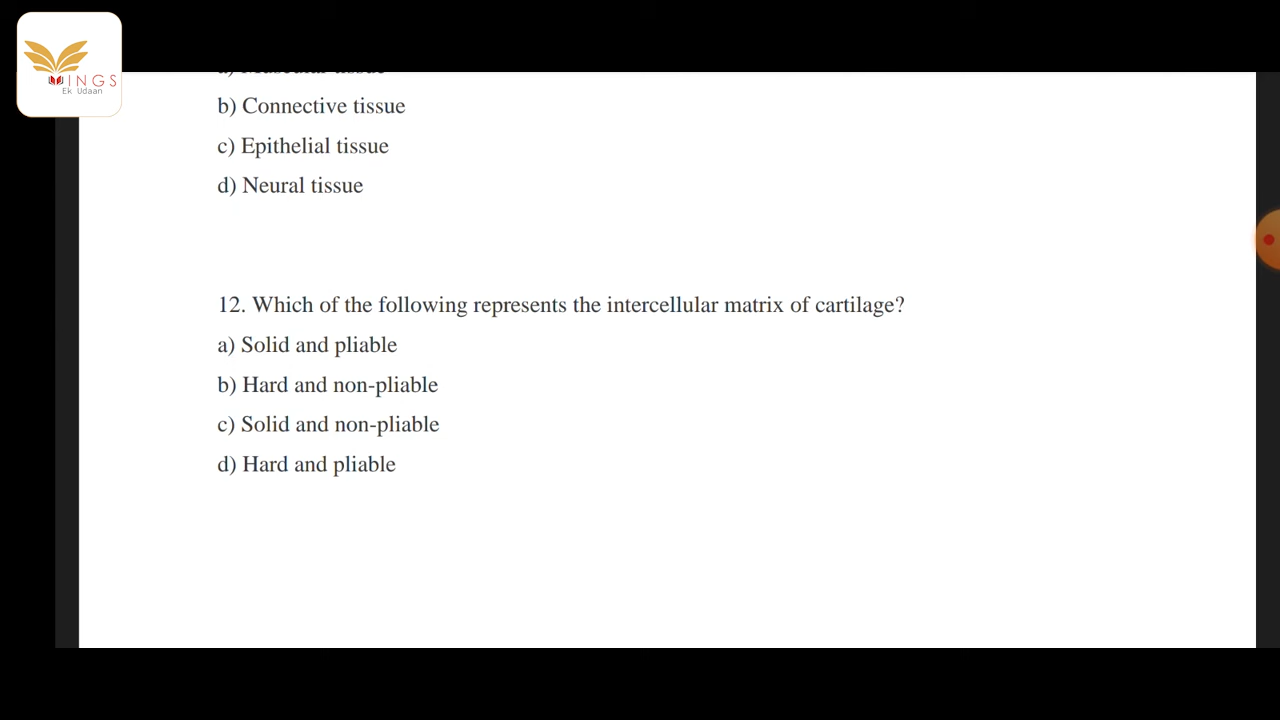 WINGS
Ek Udaan
b) Connective tissue
c) Epithelial tissue
d) Neural tissue
12. Which of the following represents the intercellular matrix of cartilage?
a) Solid and pliable
b) Hard and non-pliable
c) Solid and non-pliable
d) Hard and pliable